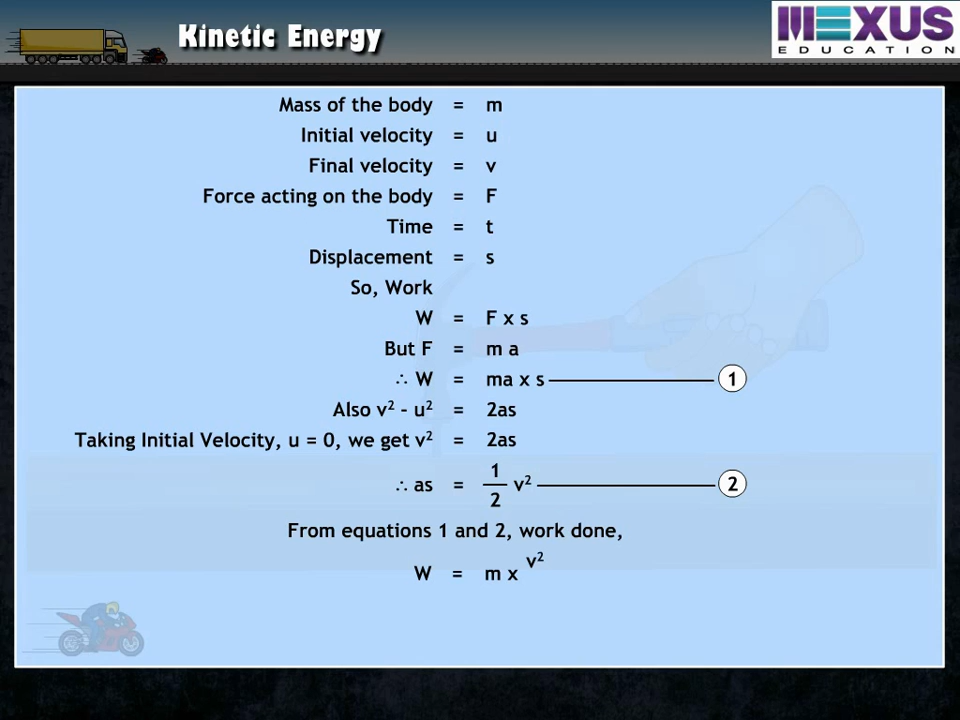 Kinetic Energy
MEXUS
EDUCATION
Mass of the body = m
Initial velocity = u
Final velocity = v
Force acting on the body = F
Time = t
Displacement = s
So, Work
W = F x s
But F = m a
∴ W = ma x s 1
Also v² - u² = 2as
Taking Initial Velocity, u = 0, we get v² = 2as
∴ as = 1/2 v² 2
From equations 1 and 2, work done,
W = m x v²